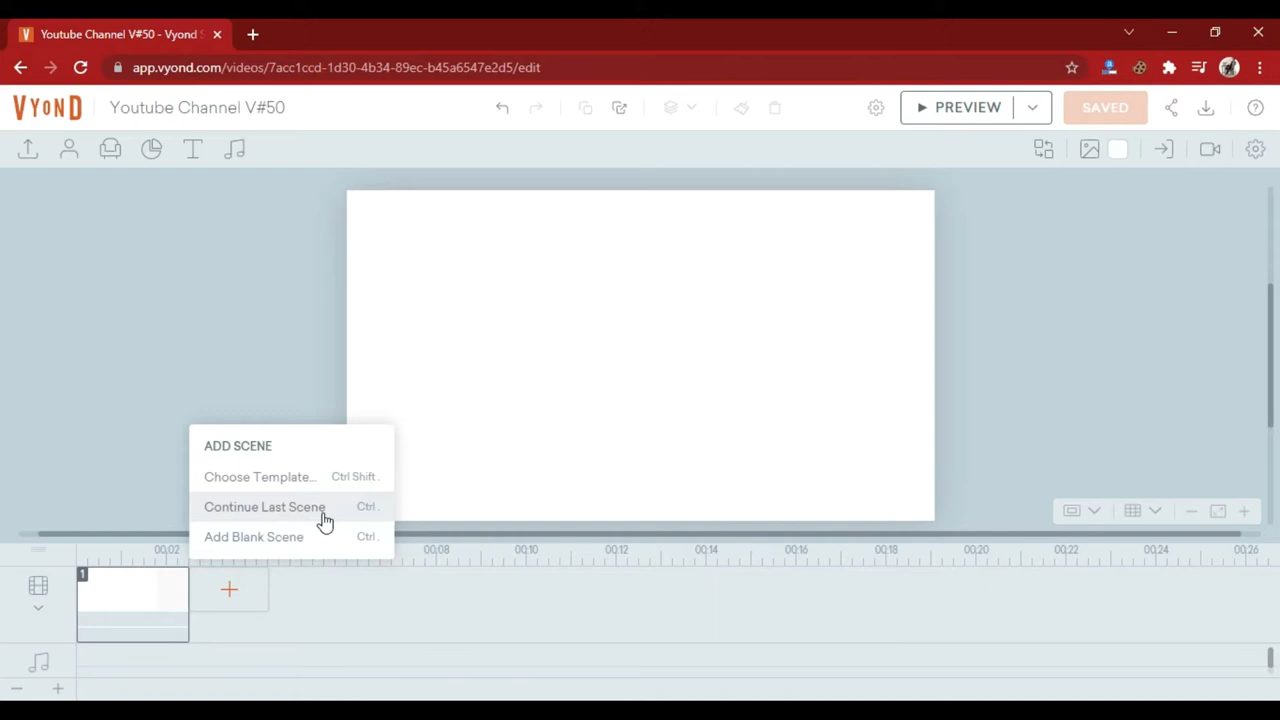 Youtube Channel V#50 - Vyond S
app.vyond.com/videos/7acc1ccd-1d30-4b34-89ec-b45a6547e2d5/edit
VYOND Youtube Channel V#50 PREVIEW SAVED
ADD SCENE
Choose Template... Ctrl Shift .
Continue Last Scene Ctrl .
Add Blank Scene Ctrl .
00:02 00:08 00:10 00:12 00:14 00:16 00:18 00:20 00:22 00:24 00:26
1